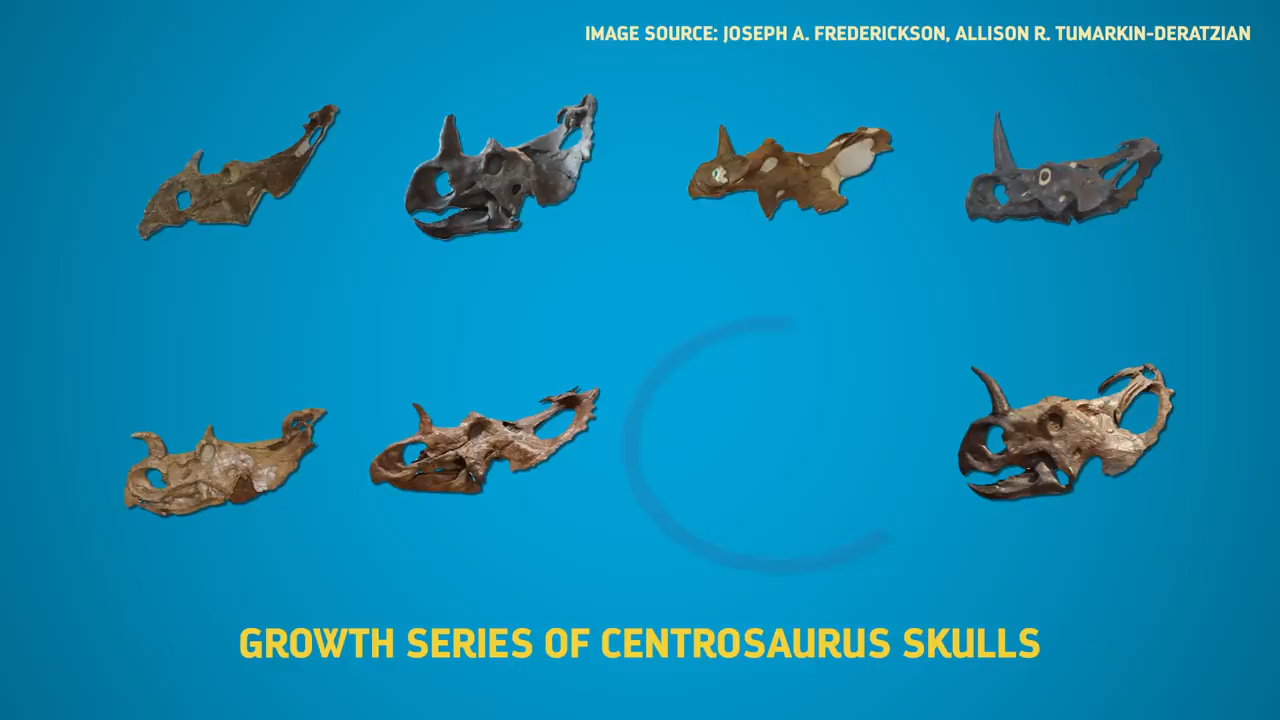 IMAGE SOURCE: JOSEPH A. FREDERICKSON, ALLISON R. TUMARKIN-DERATZIAN
GROWTH SERIES OF CENTROSAURUS SKULLS